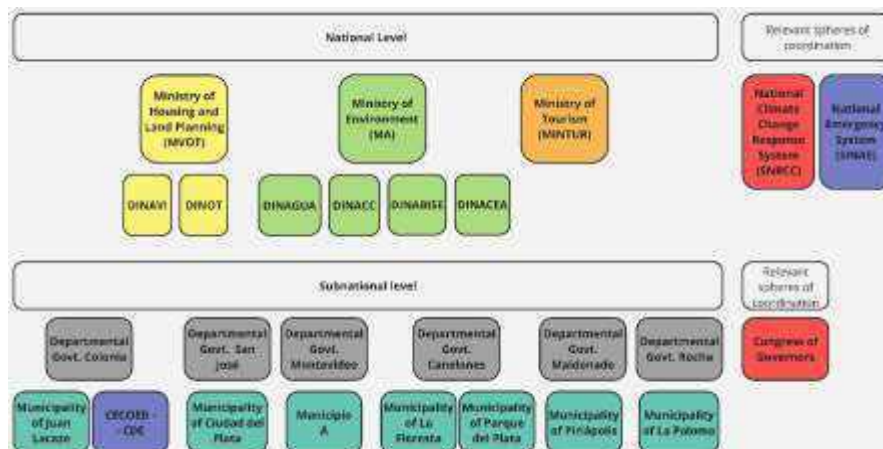 National Level
Relevant spheres of
coordination
Ministry of
Housing and
Land Planning
(MVOT)
Ministry of
Environment
(MA)
Ministry of
Tourism
(MINTUR)
National
Climate
Change
Response
System
(SNRCC)
National
Emergency
System
(SINAE)
DINAVI
DINOT
DINAGUA
DINACC
DINABISE
DINACEA
Subnational level
Relevant
spheres of
coordination
Departmental
Govt. Colonia
Departmental
Govt. San
José
Departmental
Govt.
Montevideo
Departmental
Govt.
Canelones
Departmental
Govt.
Maldonado
Departmental
Govt. Rocha
Congress of
Governors
Municipality
of Juan
Lacaze
CECOED -
- CDE
Municipality
of Ciudad del
Plata
Municipio
A
Municipality
of La
Floresta
Municipality
of Parque
del Plata
Municipality
of Piriápolis
Municipality
of La Paloma